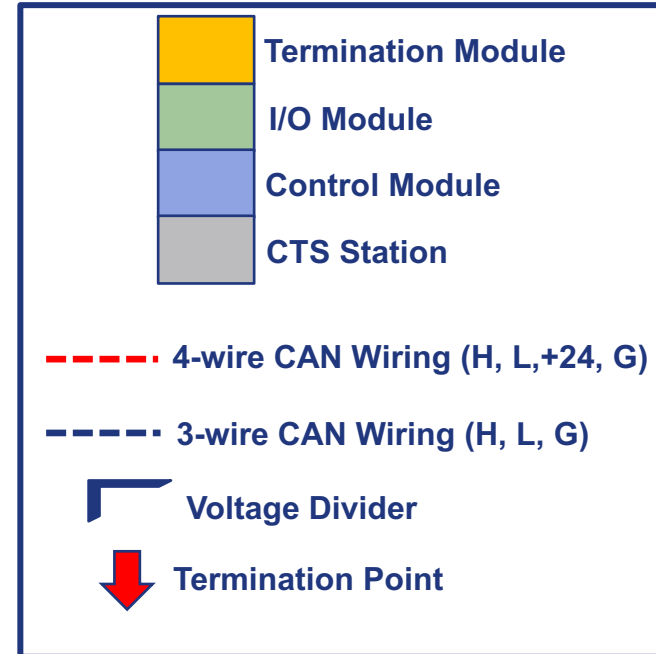 Termination Module
I/O Module
Control Module
CTS Station
4-wire CAN Wiring (H, L,+24, G)
3-wire CAN Wiring (H, L, G)
Voltage Divider
Termination Point